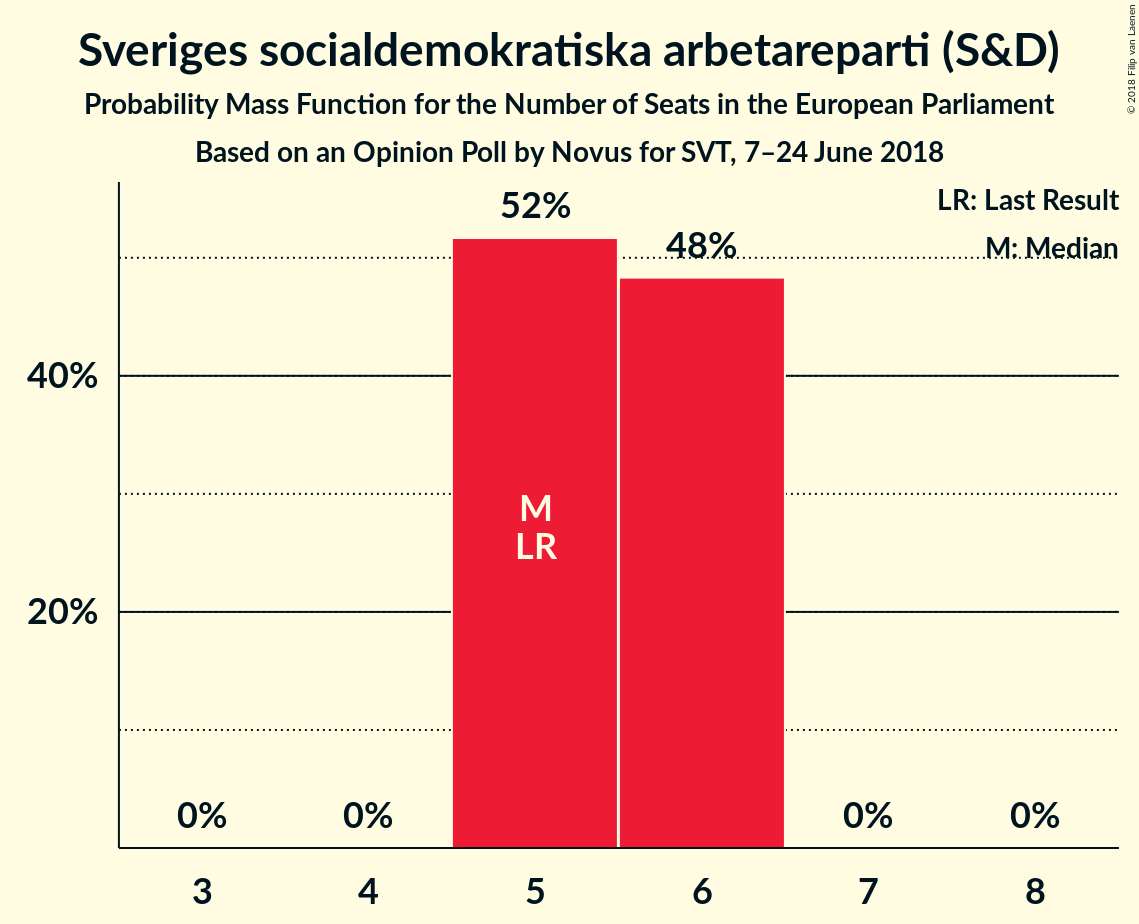 Sveriges socialdemokratiska arbetareparti (S&D)
Probability Mass Function for the Number of Seats in the European Parliament
Based on an Opinion Poll by Novus for SVT, 7–24 June 2018
© 2018 Filip van Laenen
LR: Last Result
M: Median
52%
48%
40%
20%
M
LR
0%
0%
0%
0%
3
4
5
6
7
8